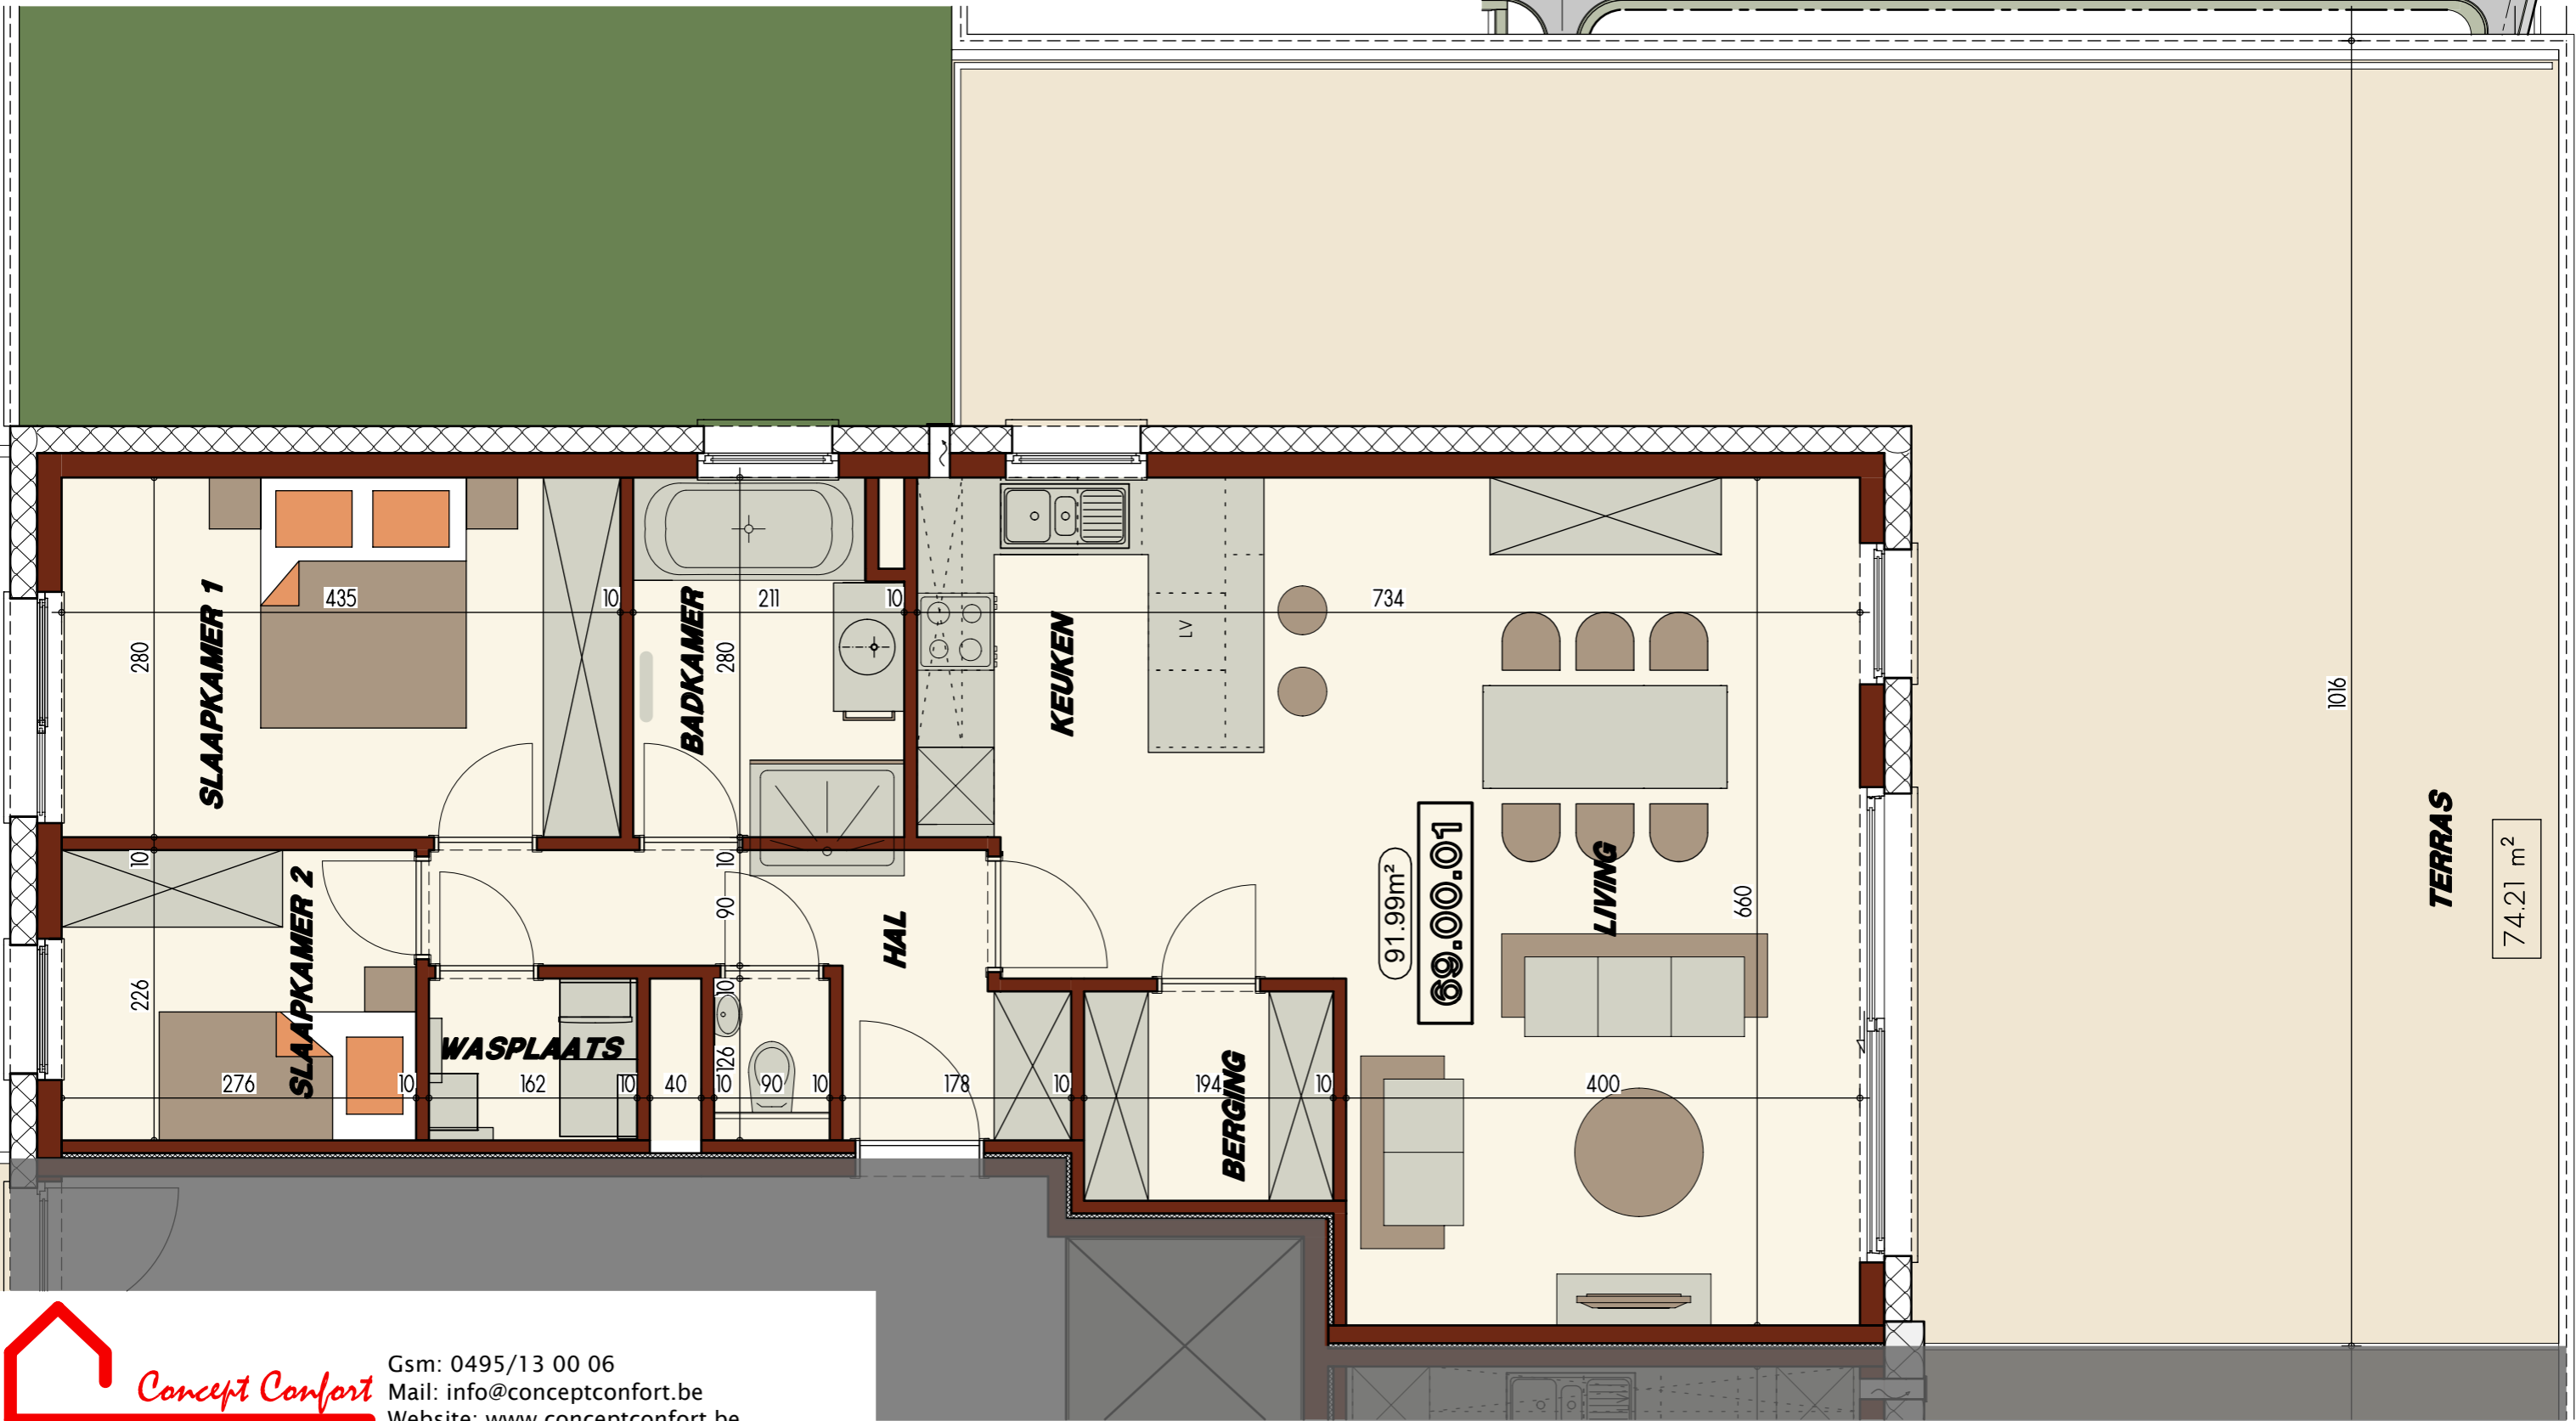 SLAAPKAMER 1
435
10
280
BADKAMER
211
10
280
KEUKEN
LV
734
1016
TERRAS
74.21 m²
SLAAPKAMER 2
10
226
276
10
WASPLAATS
162
10
40
10
90
10
126
10
90
10
HAL
178
10
BERGING
194
10
91.99m²
69.000.01
LIVING
660
400
Concept Confort
Gsm: 0495/13 00 06
Mail: info@conceptconfort.be
Website: www.conceptconfort.be